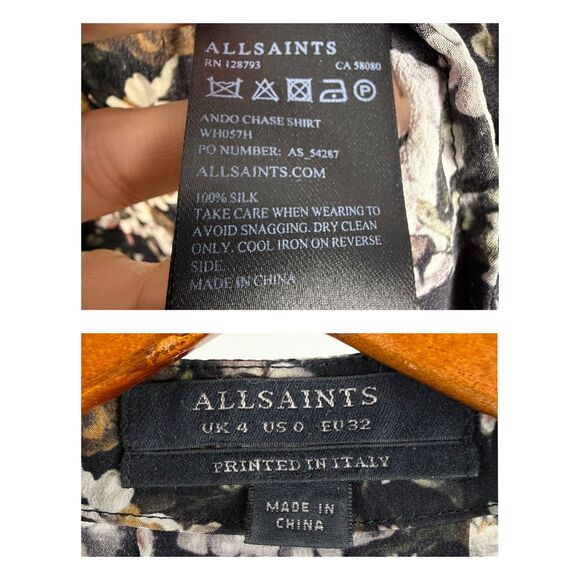 ALLSAINTS
RN 128793 CA 58080
ANDO CHASE SHIRT
WH057H
PO NUMBER: AS_54287
ALLSAINTS.COM
100% SILK
TAKE CARE WHEN WEARING TO
AVOID SNAGGING. DRY CLEAN
ONLY. COOL IRON ON REVERSE
SIDE.
MADE IN CHINA
ALLSAINTS
UK 4 US 0 EU 32
PRINTED IN ITALY
MADE IN
CHINA